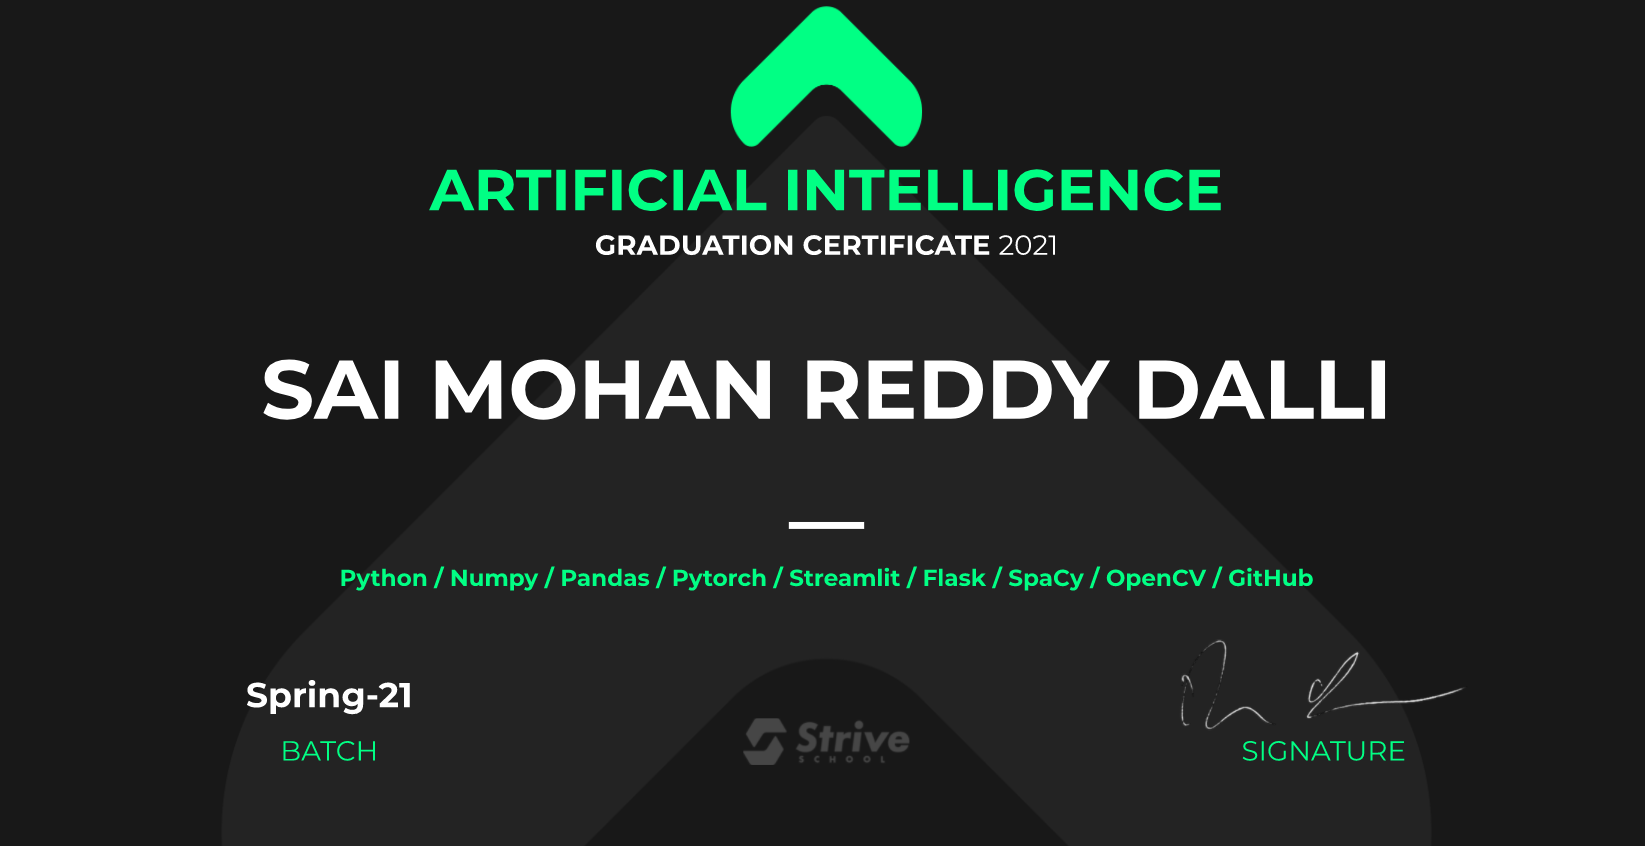 ARTIFICIAL INTELLIGENCE
GRADUATION CERTIFICATE 2021
SAI MOHAN REDDY DALLI
Python / Numpy / Pandas / Pytorch / Streamlit / Flask / SpaCy / OpenCV / GitHub
Spring-21
BATCH
Strive
SCHOOL
SIGNATURE